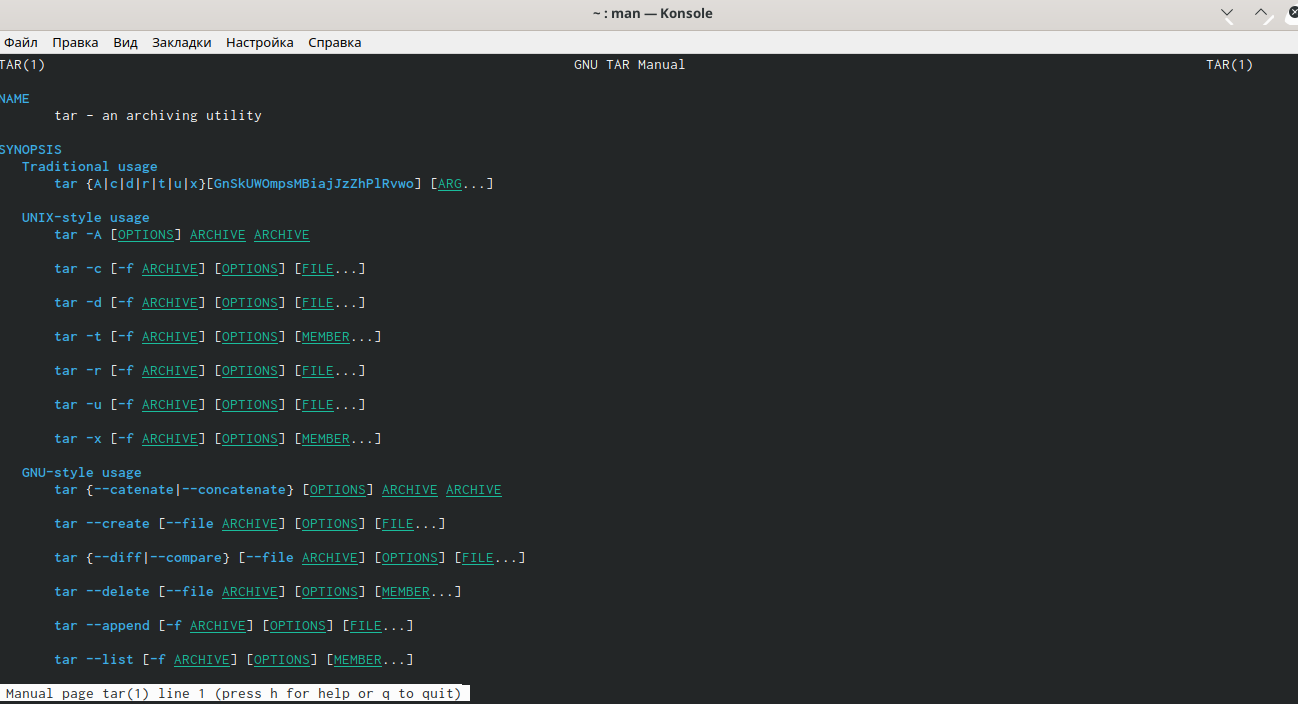 ~ : man — Konsole
Файл Правка Вид Закладки Настройка Справка
TAR(1) GNU TAR Manual TAR(1)
NAME
tar - an archiving utility
SYNOPSIS
Traditional usage
tar {A|c|d|r|t|u|x}[GnSkUWOmpsMBiajJzZhPlRvwo] [ARG...]
UNIX-style usage
tar -A [OPTIONS] ARCHIVE ARCHIVE
tar -c [-f ARCHIVE] [OPTIONS] [FILE...]
tar -d [-f ARCHIVE] [OPTIONS] [FILE...]
tar -t [-f ARCHIVE] [OPTIONS] [MEMBER...]
tar -r [-f ARCHIVE] [OPTIONS] [FILE...]
tar -u [-f ARCHIVE] [OPTIONS] [FILE...]
tar -x [-f ARCHIVE] [OPTIONS] [MEMBER...]
GNU-style usage
tar {--catenate|--concatenate} [OPTIONS] ARCHIVE ARCHIVE
tar --create [--file ARCHIVE] [OPTIONS] [FILE...]
tar {--diff|--compare} [--file ARCHIVE] [OPTIONS] [FILE...]
tar --delete [--file ARCHIVE] [OPTIONS] [MEMBER...]
tar --append [-f ARCHIVE] [OPTIONS] [FILE...]
tar --list [-f ARCHIVE] [OPTIONS] [MEMBER...]
Manual page tar(1) line 1 (press h for help or q to quit)